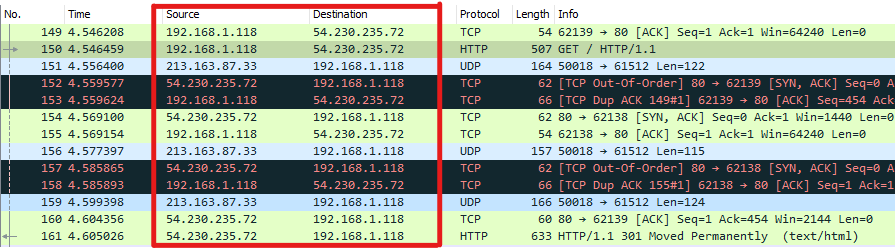 No. Time Source Destination Protocol Length Info
149 4.546208 192.168.1.118 54.230.235.72 TCP 54 62139 → 80 [ACK] Seq=1 Ack=1 Win=64240 Len=0
150 4.546459 192.168.1.118 54.230.235.72 HTTP 507 GET / HTTP/1.1
151 4.556400 213.163.87.33 192.168.1.118 UDP 164 50018 → 61512 Len=122
152 4.559577 54.230.235.72 192.168.1.118 TCP 62 [TCP Out-Of-Order] 80 → 62139 [SYN, ACK] Seq=0 A
153 4.559624 192.168.1.118 54.230.235.72 TCP 66 [TCP Dup ACK 149#1] 62139 → 80 [ACK] Seq=454 Ac
154 4.569100 54.230.235.72 192.168.1.118 TCP 62 80 → 62138 [SYN, ACK] Seq=0 Ack=1 Win=1440 Len=0
155 4.569154 192.168.1.118 54.230.235.72 TCP 54 62138 → 80 [ACK] Seq=1 Ack=1 Win=64240 Len=0
156 4.577397 213.163.87.33 192.168.1.118 UDP 157 50018 → 61512 Len=115
157 4.585865 54.230.235.72 192.168.1.118 TCP 62 [TCP Out-Of-Order] 80 → 62138 [SYN, ACK] Seq=0 A
158 4.585893 192.168.1.118 54.230.235.72 TCP 66 [TCP Dup ACK 155#1] 62138 → 80 [ACK] Seq=1 Ack=1
159 4.599398 213.163.87.33 192.168.1.118 UDP 166 50018 → 61512 Len=124
160 4.604356 54.230.235.72 192.168.1.118 TCP 60 80 → 62139 [ACK] Seq=1 Ack=454 Win=2144 Len=0
161 4.605026 54.230.235.72 192.168.1.118 HTTP 633 HTTP/1.1 301 Moved Permanently (text/html)